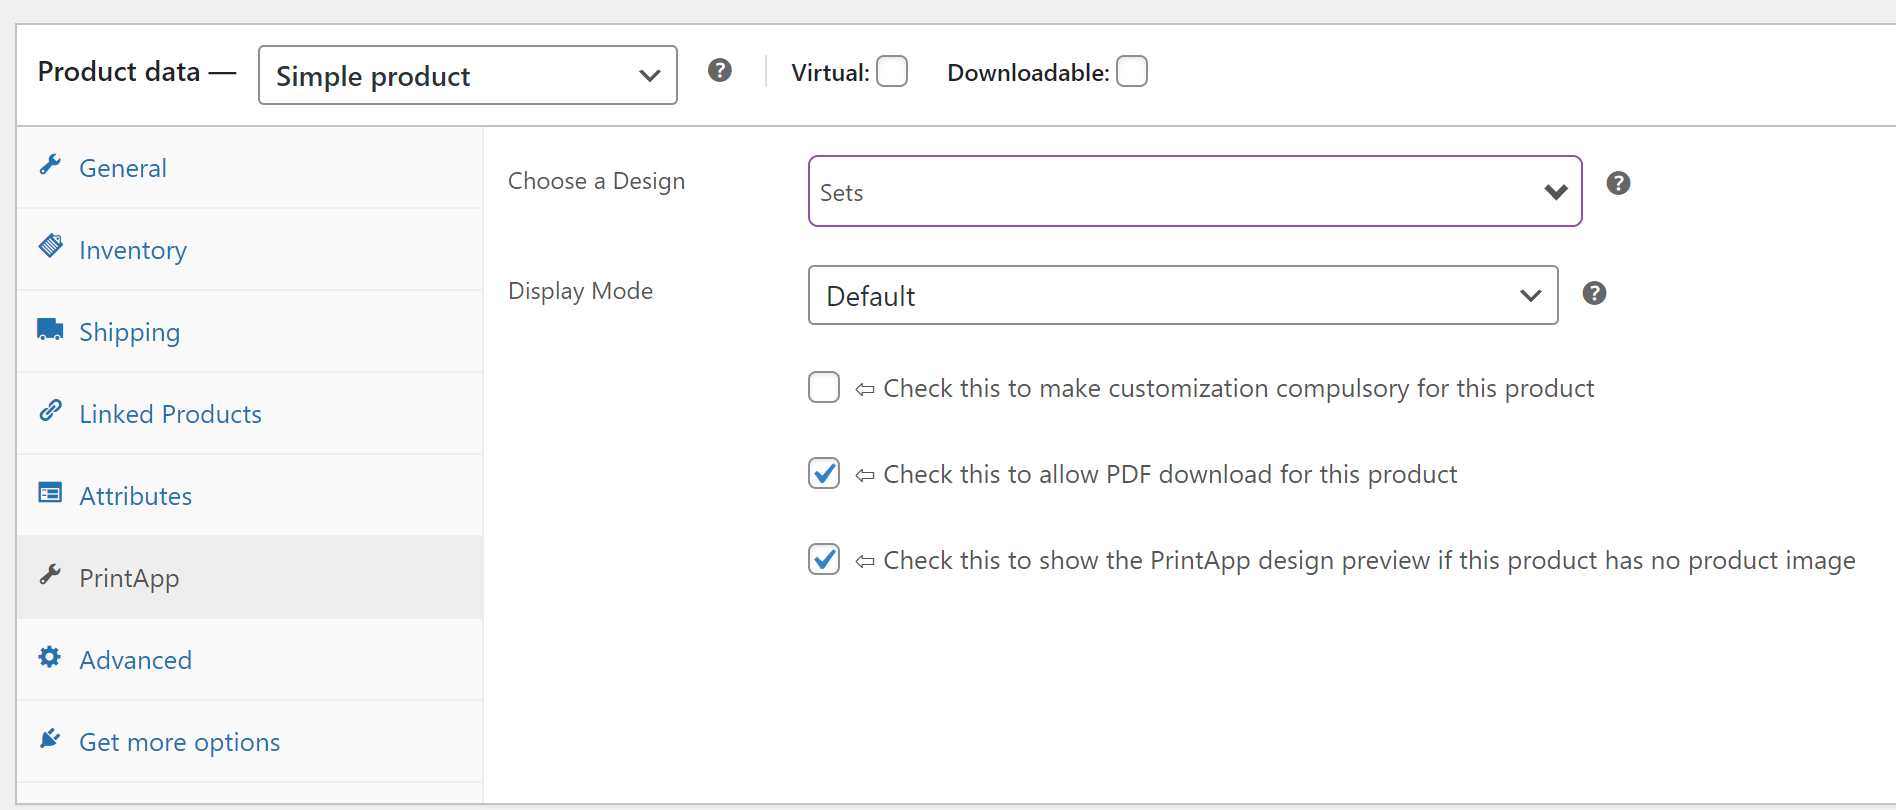 Product data — Simple product Virtual: Downloadable:
General
Inventory
Shipping
Linked Products
Attributes
PrintApp
Advanced
Get more options
Choose a Design Sets
Display Mode Default
⇦ Check this to make customization compulsory for this product
⇦ Check this to allow PDF download for this product
⇦ Check this to show the PrintApp design preview if this product has no product image